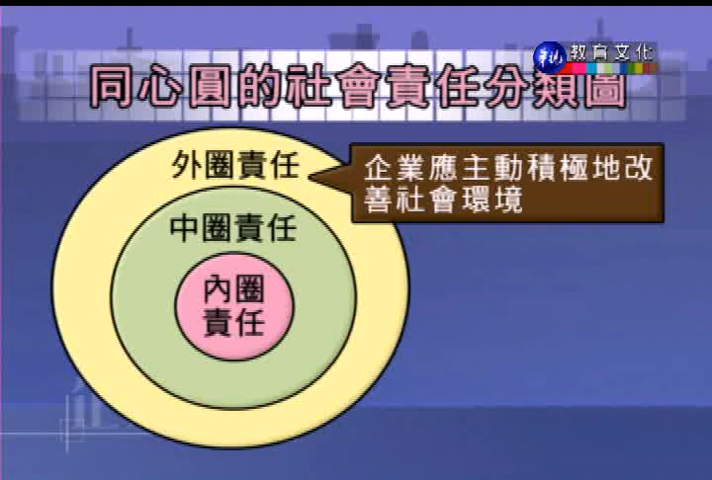 華視
教育文化
同心圓的社會責任分類圖
外圈責任
企業應主動積極地改
善社會環境
中圈責任
內圈
責任